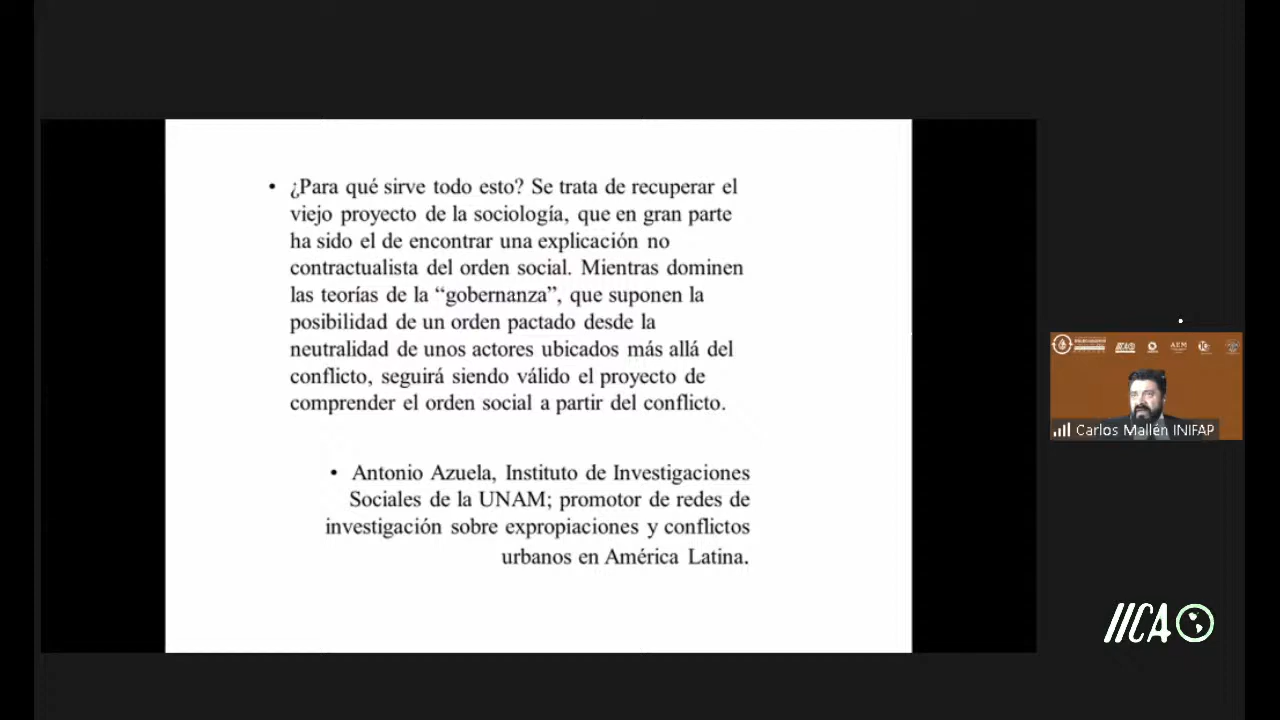 • ¿Para qué sirve todo esto? Se trata de recuperar el
viejo proyecto de la sociología, que en gran parte
ha sido el de encontrar una explicación no
contractualista del orden social. Mientras dominen
las teorías de la “gobernanza”, que suponen la
posibilidad de un orden pactado desde la
neutralidad de unos actores ubicados más allá del
conflicto, seguirá siendo válido el proyecto de
comprender el orden social a partir del conflicto.
• Antonio Azuela, Instituto de Investigaciones
Sociales de la UNAM; promotor de redes de
investigación sobre expropiaciones y conflictos
urbanos en América Latina.
IICA AEM
Carlos Mallén INIFAP
IICA